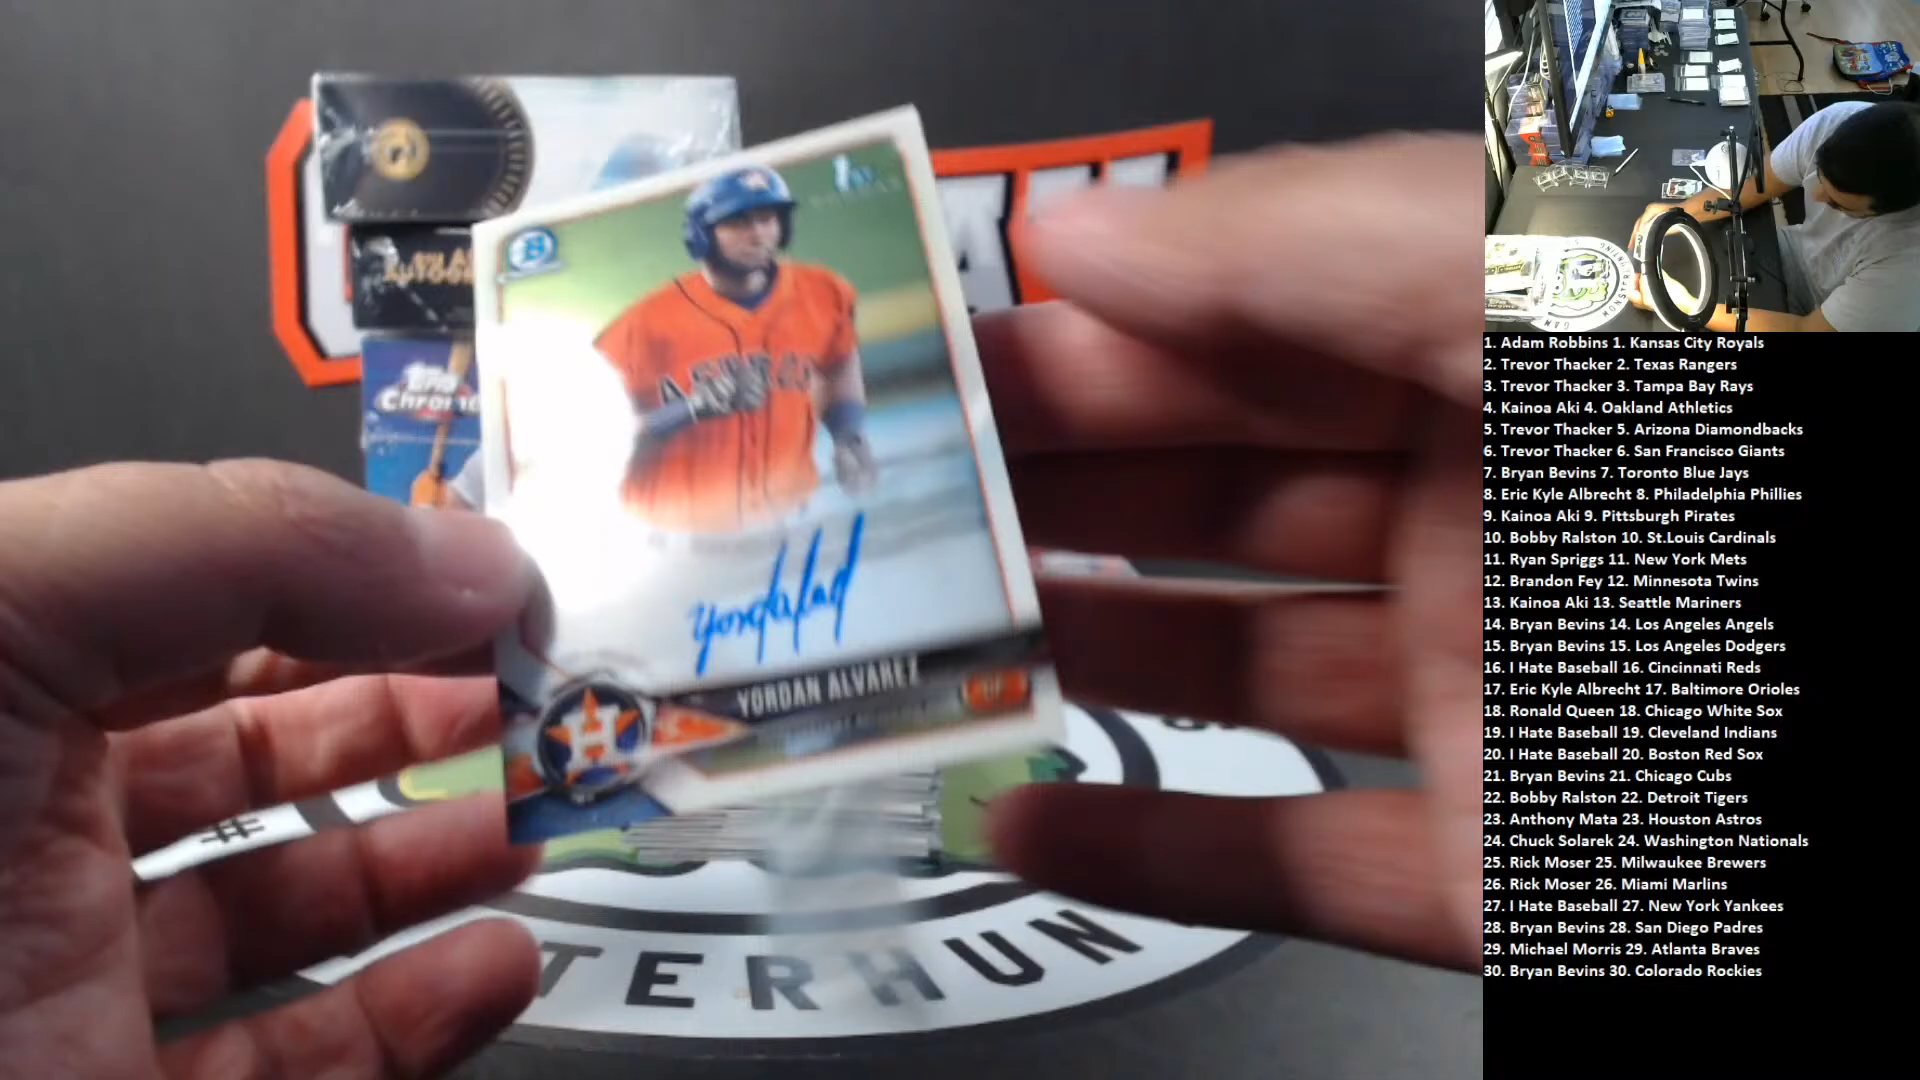 Topps
Chrome
1st
B
ASTROS
Yordan Alvarez
YORDAN ALVAREZ
H
#
TERHUN
1. Adam Robbins 1. Kansas City Royals
2. Trevor Thacker 2. Texas Rangers
3. Trevor Thacker 3. Tampa Bay Rays
4. Kainoa Aki 4. Oakland Athletics
5. Trevor Thacker 5. Arizona Diamondbacks
6. Trevor Thacker 6. San Francisco Giants
7. Bryan Bevins 7. Toronto Blue Jays
8. Eric Kyle Albrecht 8. Philadelphia Phillies
9. Kainoa Aki 9. Pittsburgh Pirates
10. Bobby Ralston 10. St.Louis Cardinals
11. Ryan Spriggs 11. New York Mets
12. Brandon Fey 12. Minnesota Twins
13. Kainoa Aki 13. Seattle Mariners
14. Bryan Bevins 14. Los Angeles Angels
15. Bryan Bevins 15. Los Angeles Dodgers
16. I Hate Baseball 16. Cincinnati Reds
17. Eric Kyle Albrecht 17. Baltimore Orioles
18. Ronald Queen 18. Chicago White Sox
19. I Hate Baseball 19. Cleveland Indians
20. I Hate Baseball 20. Boston Red Sox
21. Bryan Bevins 21. Chicago Cubs
22. Bobby Ralston 22. Detroit Tigers
23. Anthony Mata 23. Houston Astros
24. Chuck Solarek 24. Washington Nationals
25. Rick Moser 25. Milwaukee Brewers
26. Rick Moser 26. Miami Marlins
27. I Hate Baseball 27. New York Yankees
28. Bryan Bevins 28. San Diego Padres
29. Michael Morris 29. Atlanta Braves
30. Bryan Bevins 30. Colorado Rockies